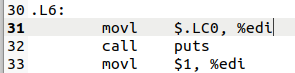 30 .L6:
31 movl $.LC0, %edi
32 call puts
33 movl $1, %edi